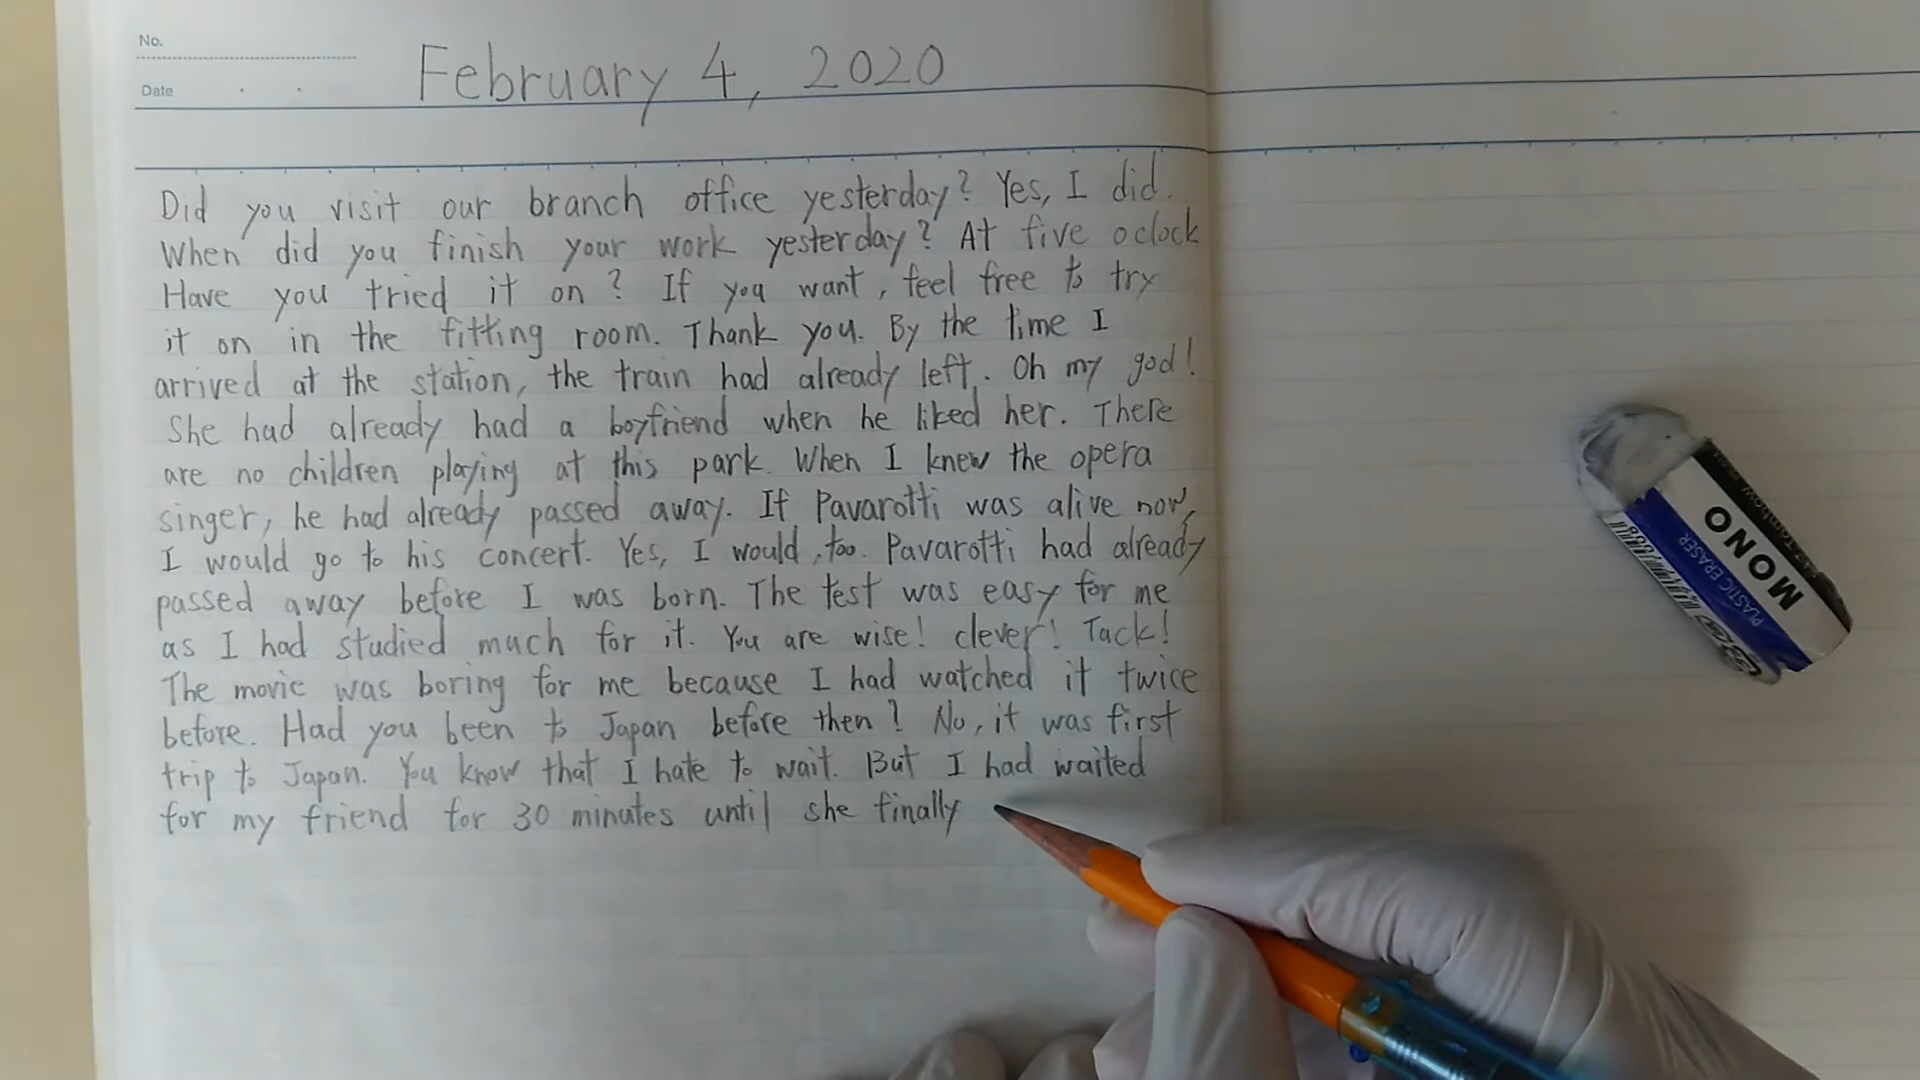 No.
Date
February 4, 2020
Did you visit our branch office yesterday? Yes, I did.
When did you finish your work yesterday? At five oclock
Have you tried it on? If you want, feel free to try
it on in the fitting room. Thank you. By the time I
arrived at the station, the train had already left. Oh my god!
She had already had a boyfriend when he liked her. There
are no children playing at this park. When I knew the opera
singer, he had already passed away. If Pavarotti was alive now,
I would go to his concert. Yes, I would, too. Pavarotti had already
passed away before I was born. The test was easy for me
as I had studied much for it. You are wise! clever! Tack!
The movie was boring for me because I had watched it twice
before. Had you been to Japan before then? No, it was first
trip to Japan. You know that I hate to wait. But I had waited
for my friend for 30 minutes until she finally
MONO
PLASTIC ERASER
Tombow